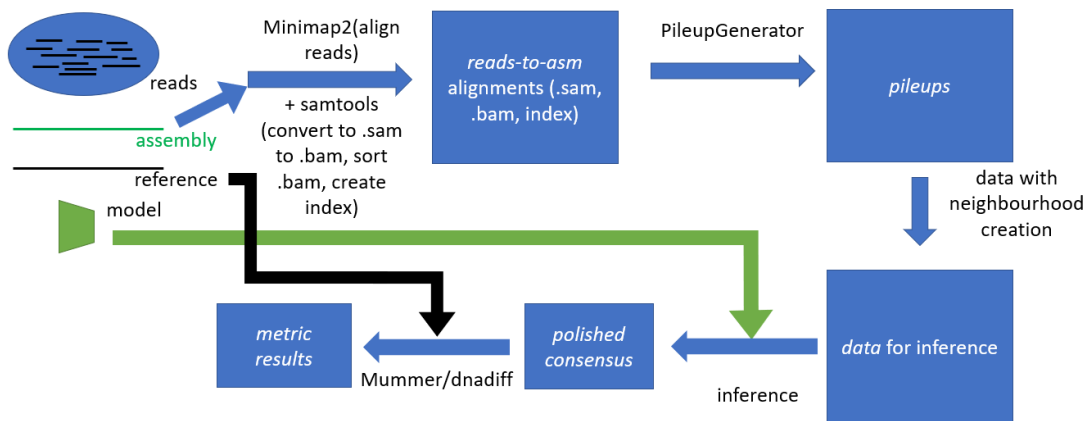 reads
assembly
reference
model
Minimap2(align
reads)
+ samtools
(convert to .sam
to .bam, sort
.bam, create
index)
reads-to-asm
alignments (.sam,
.bam, index)
PileupGenerator
pileups
data with
neighbourhood
creation
data for inference
inference
polished
consensus
Mummer/dnadiff
metric
results